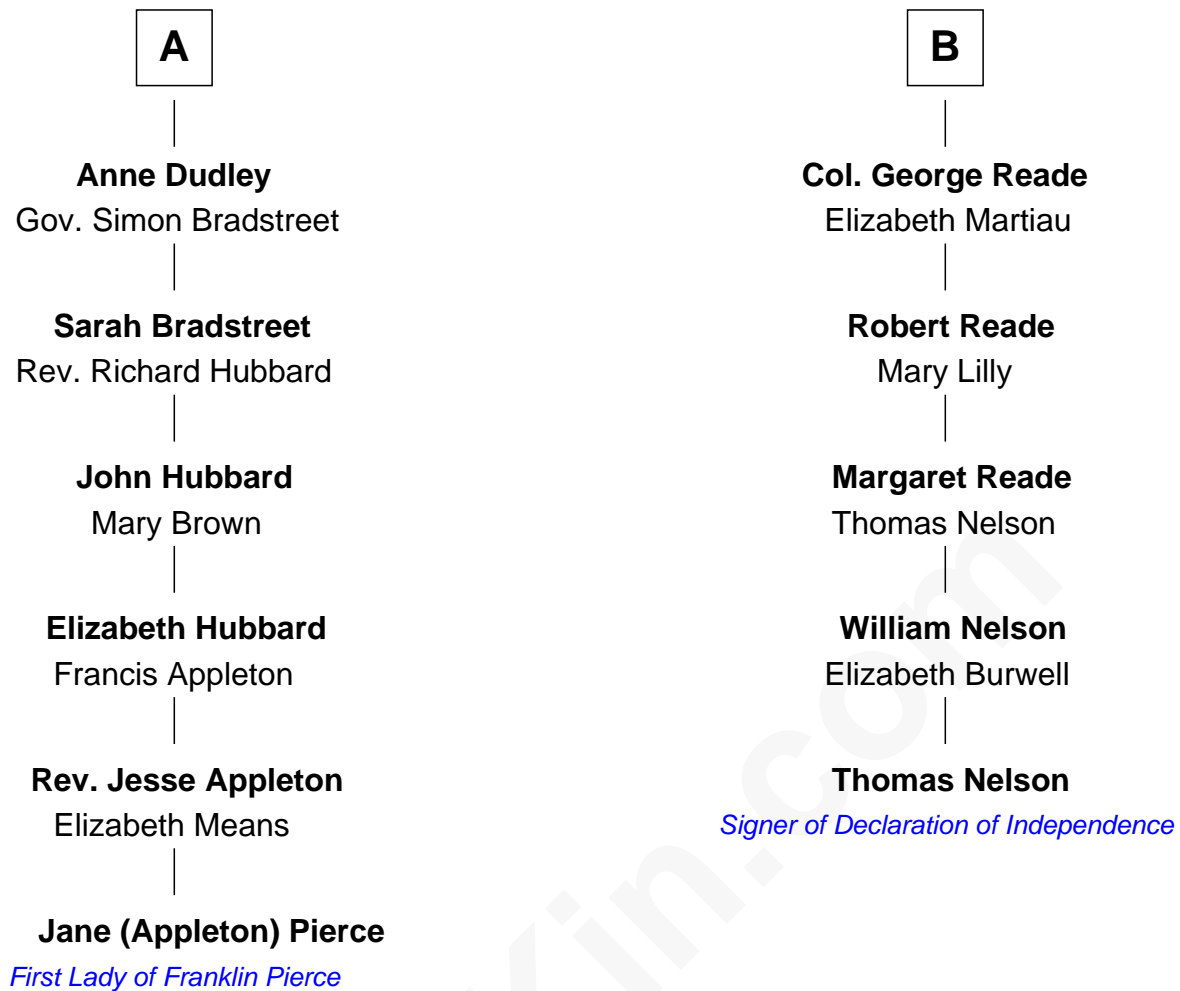 A
Anne Dudley
Gov. Simon Bradstreet
Sarah Bradstreet
Rev. Richard Hubbard
John Hubbard
Mary Brown
Elizabeth Hubbard
Francis Appleton
Rev. Jesse Appleton
Elizabeth Means
Jane (Appleton) Pierce
First Lady of Franklin Pierce
B
Col. George Reade
Elizabeth Martiau
Robert Reade
Mary Lilly
Margaret Reade
Thomas Nelson
William Nelson
Elizabeth Burwell
Thomas Nelson
Signer of Declaration of Independence